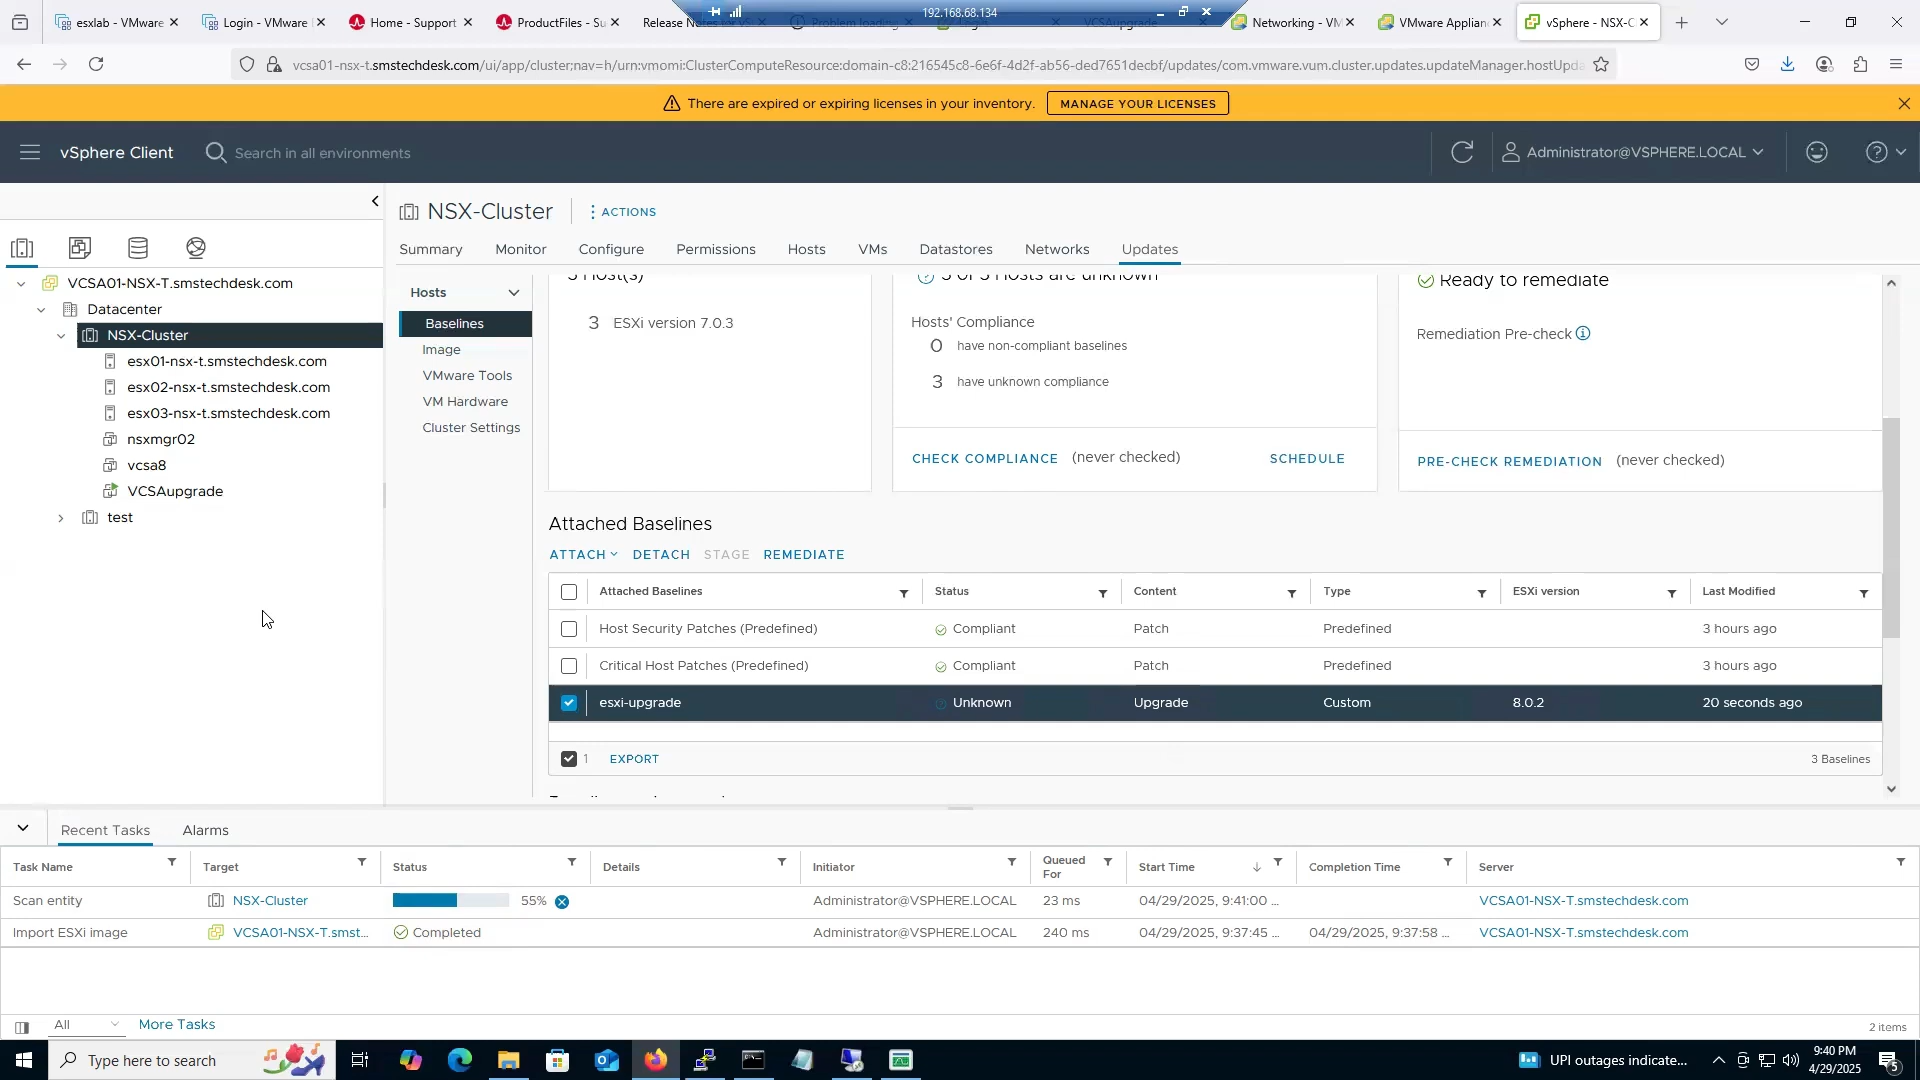 esxlab - VMware
Login - VMware
Home - Support
ProductFiles - Su
Release Notes for
Problem loading
VCSAupgrade
192.168.68.134
Networking - VM
VMware Applian
vSphere - NSX-C
vcsa01-nsx-t.smstechdesk.com/ui/app/cluster;nav=h/urn:vmomi:ClusterComputeResource:domain-c8:216545c8-6e6f-4d2f-ab56-ded7651decbf/updates/com.vmware.vum.cluster.updates.updateManager.hostUpda
There are expired or expiring licenses in your inventory.
MANAGE YOUR LICENSES
vSphere Client
Search in all environments
Administrator@VSPHERE.LOCAL
NSX-Cluster
ACTIONS
Summary
Monitor
Configure
Permissions
Hosts
VMs
Datastores
Networks
Updates
VCSA01-NSX-T.smstechdesk.com
Datacenter
NSX-Cluster
esx01-nsx-t.smstechdesk.com
esx02-nsx-t.smstechdesk.com
esx03-nsx-t.smstechdesk.com
nsxmgr02
vcsa8
VCSAupgrade
test
Hosts
Baselines
Image
VMware Tools
VM Hardware
Cluster Settings
3 Host(s)
3 ESXi version 7.0.3
3 of 3 Hosts are unknown
Hosts' Compliance
0 have non-compliant baselines
3 have unknown compliance
CHECK COMPLIANCE (never checked)
SCHEDULE
Ready to remediate
Remediation Pre-check
PRE-CHECK REMEDIATION (never checked)
Attached Baselines
ATTACH DETACH STAGE REMEDIATE
Attached Baselines Status Content Type ESXi version Last Modified
Host Security Patches (Predefined) Compliant Patch Predefined 3 hours ago
Critical Host Patches (Predefined) Compliant Patch Predefined 3 hours ago
esxi-upgrade Unknown Upgrade Custom 8.0.2 20 seconds ago
1 EXPORT 3 Baselines
Recent Tasks Alarms
Task Name Target Status Details Initiator Queued For Start Time Completion Time Server
Scan entity NSX-Cluster 55% Administrator@VSPHERE.LOCAL 23 ms 04/29/2025, 9:41:00 ... VCSA01-NSX-T.smstechdesk.com
Import ESXi image VCSA01-NSX-T.smst... Completed Administrator@VSPHERE.LOCAL 240 ms 04/29/2025, 9:37:45 ... 04/29/2025, 9:37:58 ... VCSA01-NSX-T.smstechdesk.com
All More Tasks
2 items
Type here to search
UPI outages indicate...
9:40 PM
4/29/2025
5